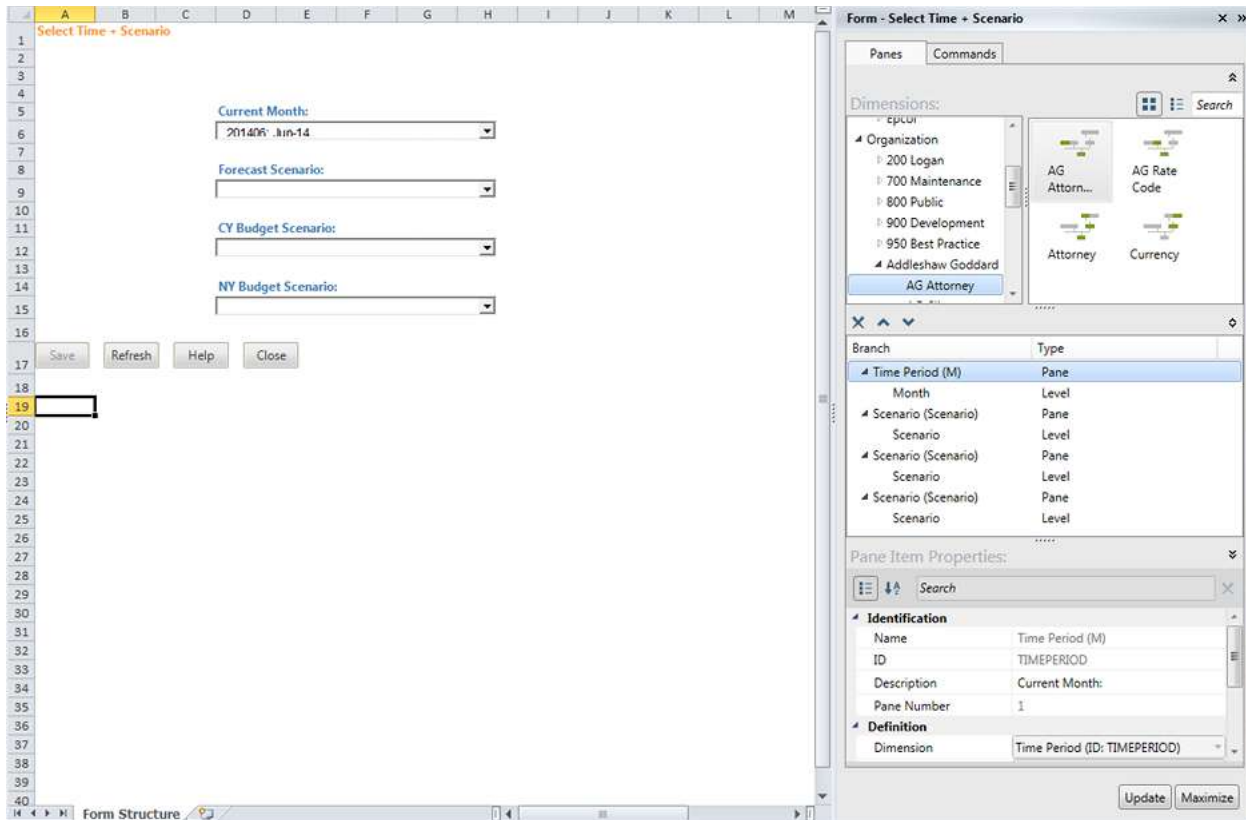 A B C D E F G H I J K L M
1 Select Time + Scenario
2
3
4
5 Current Month:
6 201406: Jun-14
7
8 Forecast Scenario:
9
10
11 CY Budget Scenario:
12
13
14 NY Budget Scenario:
15
16
17 Save Refresh Help Close
18
19
20
21
22
23
24
25
26
27
28
29
30
31
32
33
34
35
36
37
38
39
40
Form Structure
Form - Select Time + Scenario
Panes Commands
Dimensions: Search
Epcor
Organization
200 Logan
700 Maintenance
800 Public
900 Development
950 Best Practice
Addleshaw Goddard
AG Attorney
AG Attorn... AG Rate Code
Attorney Currency
Branch Type
Time Period (M) Pane
Month Level
Scenario (Scenario) Pane
Scenario Level
Scenario (Scenario) Pane
Scenario Level
Scenario (Scenario) Pane
Scenario Level
Pane Item Properties:
Search
Identification
Name Time Period (M)
ID TIMEPERIOD
Description Current Month:
Pane Number 1
Definition
Dimension Time Period (ID: TIMEPERIOD)
Update Maximize